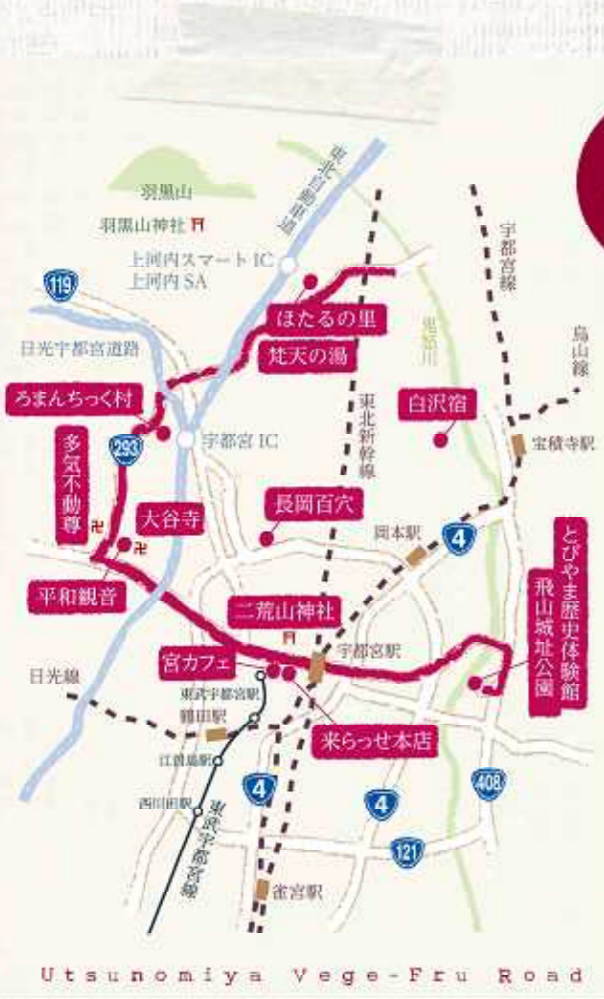 羽黒山
羽黒山神社
東北自動車道
上河内スマートIC
上河内SA
119
宇都宮線
ほたるの里
鬼怒川
日光宇都宮道路
梵天の湯
烏山線
ろまんちっく村
東北新幹線
白沢宿
宝積寺駅
293
宇都宮IC
多気不動尊
大谷寺
長岡百穴
岡本駅
4
とびやま歴史体験館
飛山城址公園
平和観音
二荒山神社
宇都宮駅
宮カフェ
日光線
東武宇都宮駅
鶴田駅
来らっせ本店
江曽島駅
4
4
408
西川田駅
東武宇都宮線
121
雀宮駅
Utsunomiya Vege-Fru Road